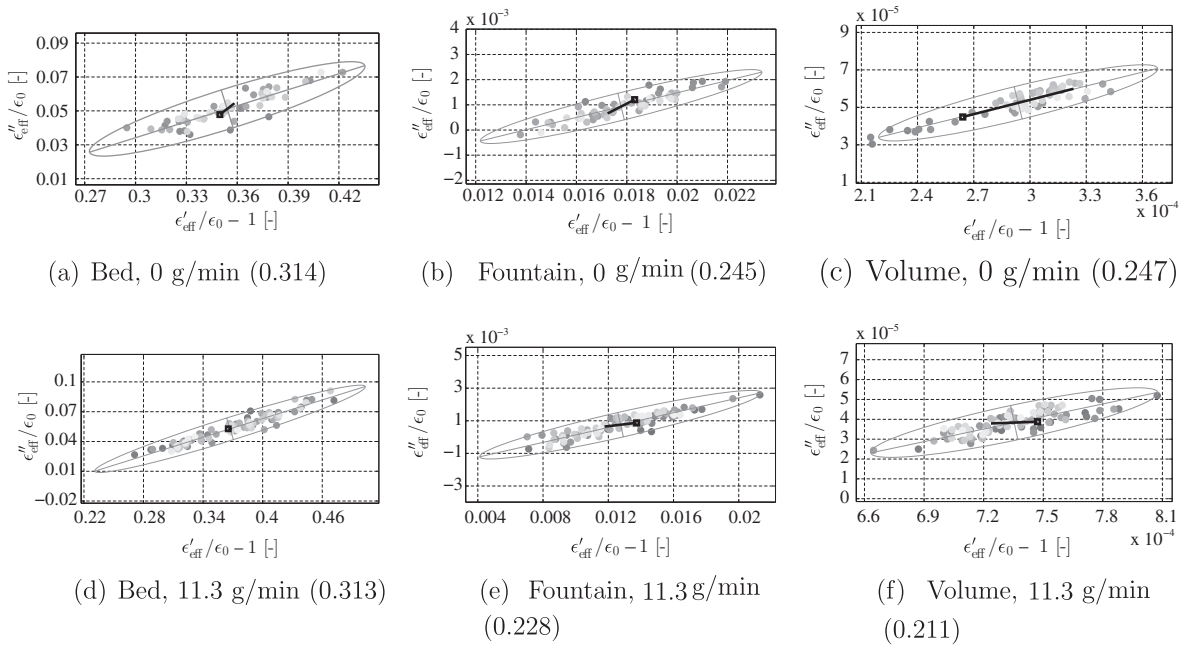 x 10⁻³
x 10⁻⁵
0.09
0.07
0.05
0.03
0.01
ϵ″eff/ϵ0 [-]
0.27 0.3 0.33 0.36 0.39 0.42
ϵ′eff/ϵ0 − 1 [-]
4
3
2
1
0
−1
−2
ϵ″eff/ϵ0 [-]
0.012 0.014 0.016 0.018 0.02 0.022
ϵ′eff/ϵ0 − 1 [-]
9
7
5
3
1
ϵ″eff/ϵ0 [-]
2.1 2.4 2.7 3 3.3 3.6
x 10⁻⁴
ϵ′eff/ϵ0 − 1 [-]
(a) Bed, 0 g/min (0.314)
(b) Fountain, 0 g/min (0.245)
(c) Volume, 0 g/min (0.247)
0.1
0.07
0.04
0.01
−0.02
ϵ″eff/ϵ0 [-]
0.22 0.28 0.34 0.4 0.46
ϵ′eff/ϵ0 − 1 [-]
x 10⁻³
5
3
1
−1
−3
ϵ″eff/ϵ0 [-]
0.004 0.008 0.012 0.016 0.02
ϵ′eff/ϵ0 − 1 [-]
x 10⁻⁵
7
6
5
4
3
2
1
0
ϵ″eff/ϵ0 [-]
6.6 6.9 7.2 7.5 7.8 8.1
x 10⁻⁴
ϵ′eff/ϵ0 − 1 [-]
(d) Bed, 11.3 g/min (0.313)
(e) Fountain, 11.3 g/min
(0.228)
(f) Volume, 11.3 g/min
(0.211)